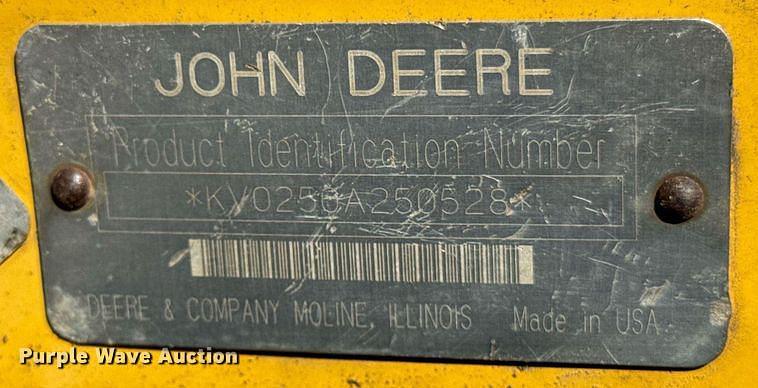 JOHN DEERE
Product Identification Number
*KV0250A250528*
DEERE & COMPANY MOLINE, ILLINOIS Made in USA
Purple Wave Auction